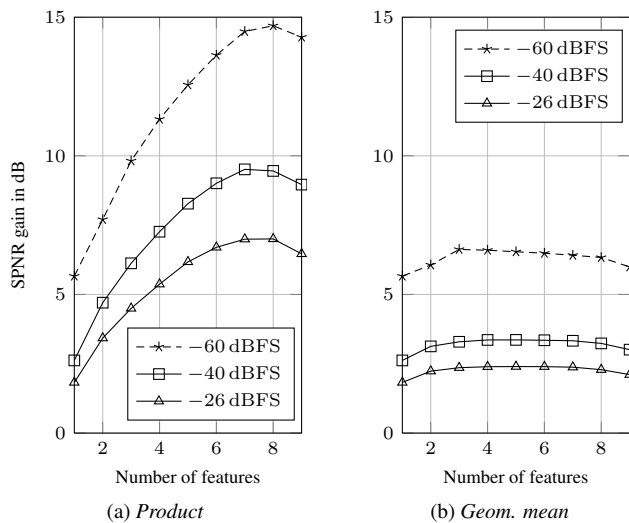 15
10
5
0
SPNR gain in dB
2 4 6 8
Number of features
−60 dBFS
−40 dBFS
−26 dBFS
(a) Product
2 4 6 8
Number of features
−60 dBFS
−40 dBFS
−26 dBFS
(b) Geom. mean
15
10
5
0